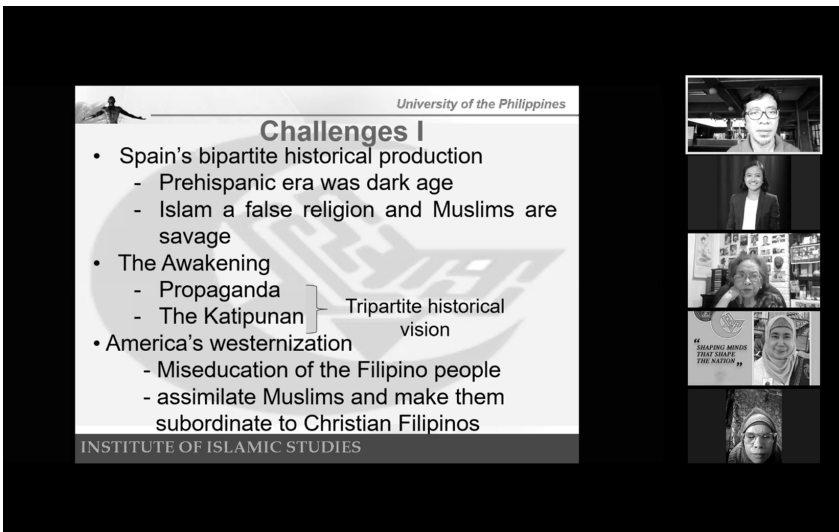 University of the Philippines
Challenges I
• Spain's bipartite historical production
- Prehispanic era was dark age
- Islam a false religion and Muslims are
savage
• The Awakening
- Propaganda
- The Katipunan
Tripartite historical
vision
• America's westernization
- Miseducation of the Filipino people
- assimilate Muslims and make them
subordinate to Christian Filipinos
INSTITUTE OF ISLAMIC STUDIES
“
SHAPING MINDS
THAT SHAPE
THE NATION
”